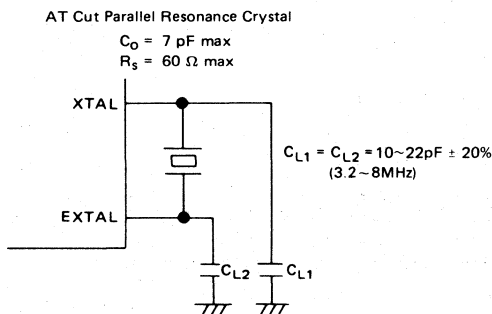 AT Cut Parallel Resonance Crystal
C₀ = 7 pF max
Rₛ = 60 Ω max
XTAL
C_L1 = C_L2 = 10~22pF ± 20%
(3.2~8MHz)
EXTAL
C_L2
C_L1